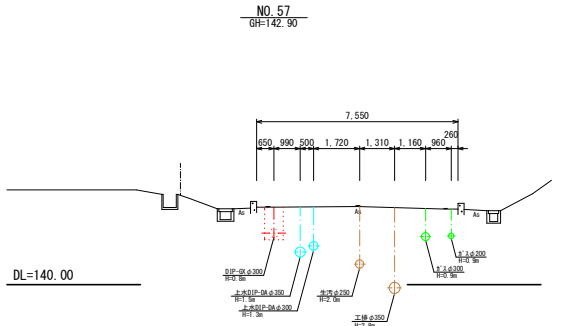 NO. 57
GH=142.90
7,550
260
650 990 500 1,720 1,310 1,160 960
As
As
As
DIP-GX φ300
H=0.8m
上水DIP-DA φ350
H=1.5m
上水DIP-DA φ300
H=1.3m
生汚 φ250
H=2.0m
ｶﾞｽ φ200
H=0.9m
ｶﾞｽ φ300
H=0.9m
DL=140.00
工排 φ350